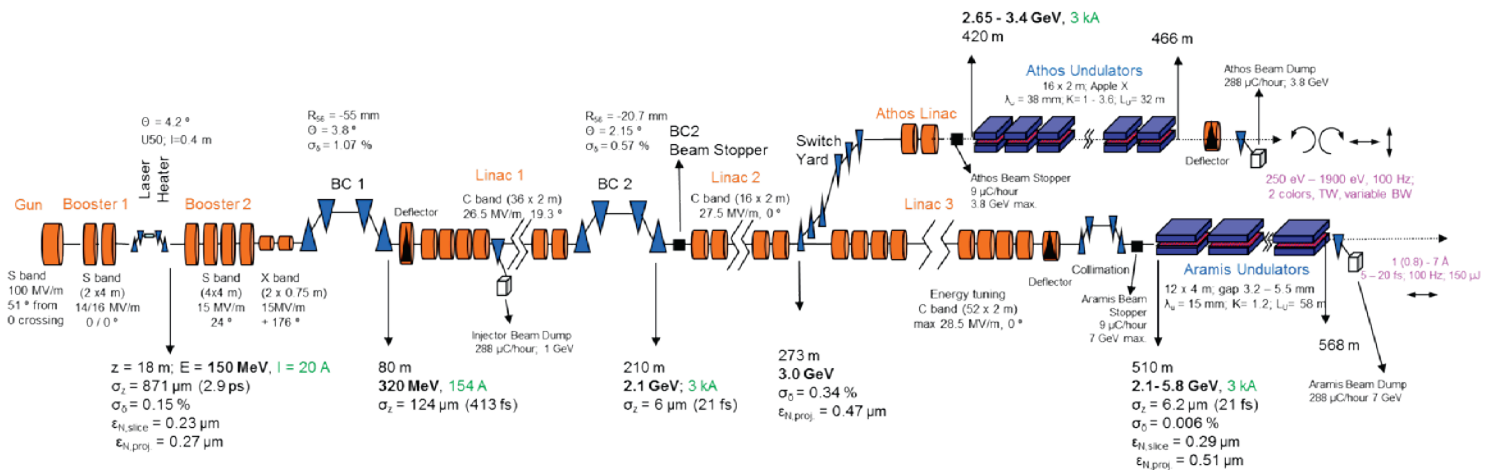 2.65 - 3.4 GeV, 3 kA
420 m
466 m
Athos Undulators
16 x 2 m; Apple X
λu = 38 mm, K= 1 - 3.6; LU= 32 m
Athos Beam Dump
288 µC/hour; 3.8 GeV
Θ = 4.2 °
U50; l=0.4 m
R56 = -55 mm
Θ = 3.8 °
σδ = 1.07 %
R56 = -20.7 mm
Θ = 2.15 °
σδ = 0.57 %
BC2
Beam Stopper
Athos Linac
Switch
Yard
Laser
Heater
Deflector
Athos Beam Stopper
9 µC/hour
3.8 GeV max.
250 eV – 1900 eV, 100 Hz;
2 colors, TW, variable BW
Gun
Booster 1
Booster 2
BC 1
Deflector
Linac 1
C band (36 x 2 m)
26.5 MV/m, 19.3 °
BC 2
Linac 2
C band (16 x 2 m)
27.5 MV/m, 0°
Linac 3
S band
100 MV/m
51 ° from
0 crossing
S band
(2 x4 m)
14/16 MV/m
0 / 0 °
S band
(4x4 m)
15 MV/m
24 °
X band
(2 x 0.75 m)
15MV/m
+ 176°
Injector Beam Dump
288 µC/hour; 1 GeV
Energy tuning
C band (52 x 2 m)
max 28.5 MV/m, 0 °
Deflector
Collimation
Aramis Beam
Stopper
9 µC/hour
7 GeV max.
Aramis Undulators
12 x 4 m; gap 3.2 – 5.5 mm
λu = 15 mm; K= 1.2; LU= 58 m
1 (0.8) - 7 Å
5 – 20 fs; 100 Hz; 150 µJ
z = 18 m; E = 150 MeV, I = 20 A
σz = 871 µm (2.9 ps)
σδ = 0.15 %
εN,slice = 0.23 µm
εN,proj. = 0.27 µm
80 m
320 MeV, 154 A
σz = 124 µm (413 fs)
210 m
2.1 GeV; 3 kA
σz = 6 µm (21 fs)
273 m
3.0 GeV
σδ = 0.34 %
εN,proj. = 0.47 µm
510 m
2.1- 5.8 GeV, 3 kA
σz = 6.2 µm (21 fs)
σδ = 0.006 %
εN,slice = 0.29 µm
εN,proj. = 0.51 µm
568 m
Aramis Beam Dump
288 µC/hour 7 GeV